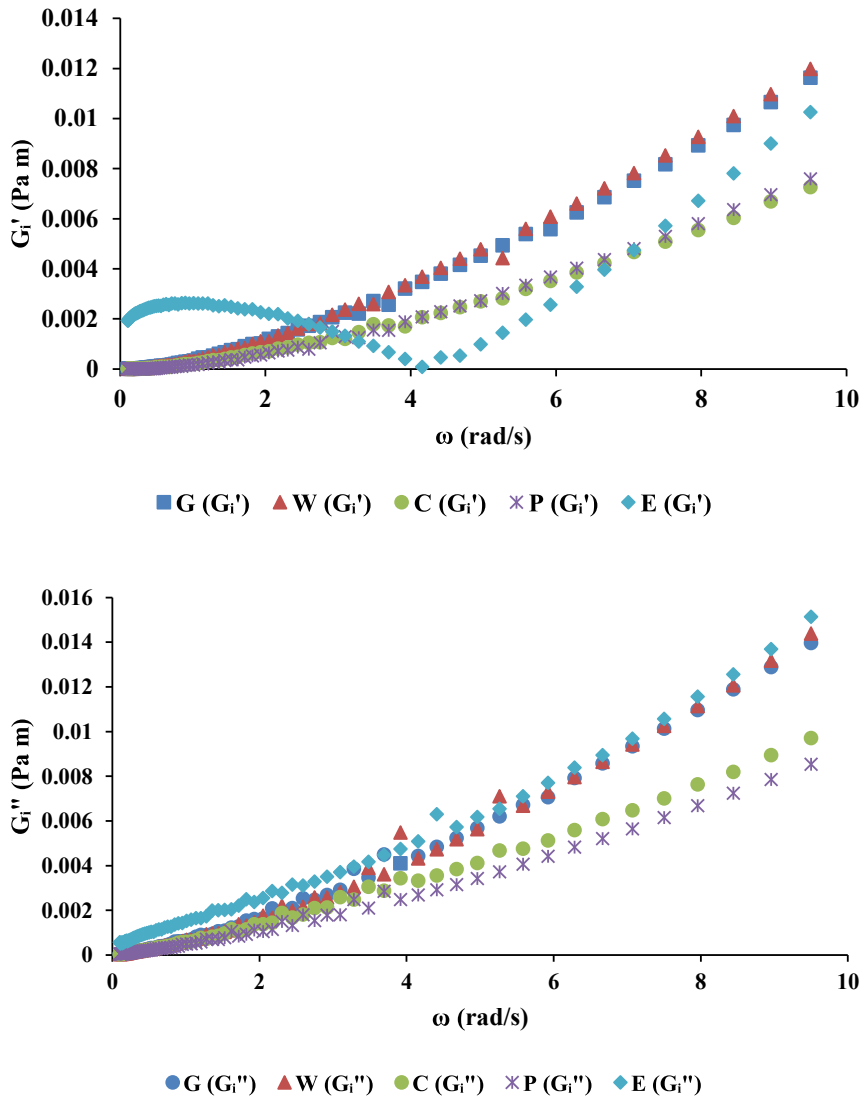 0.014
0.012
0.01
0.008
0.006
0.004
0.002
0
Gᵢ' (Pa m)
0 2 4 6 8 10
ω (rad/s)
G (Gᵢ') W (Gᵢ') C (Gᵢ') P (Gᵢ') E (Gᵢ')
0.016
0.014
0.012
0.01
0.008
0.006
0.004
0.002
0
Gᵢ" (Pa m)
0 2 4 6 8 10
ω (rad/s)
G (Gᵢ") W (Gᵢ") C (Gᵢ") P (Gᵢ") E (Gᵢ")